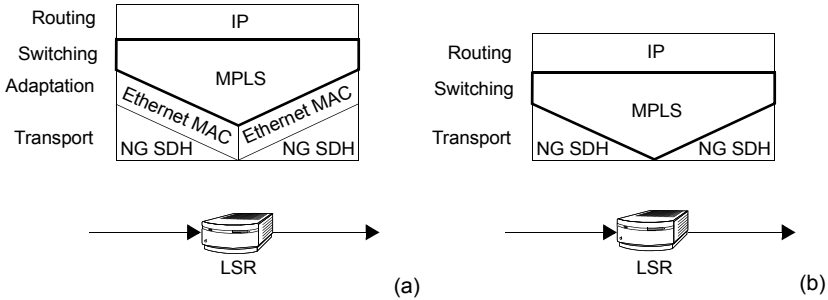 Routing
IP
Switching
MPLS
Adaptation
Ethernet MAC
Ethernet MAC
Transport
NG SDH
NG SDH
LSR
(a)
Routing
IP
Switching
MPLS
Transport
NG SDH
NG SDH
LSR
(b)